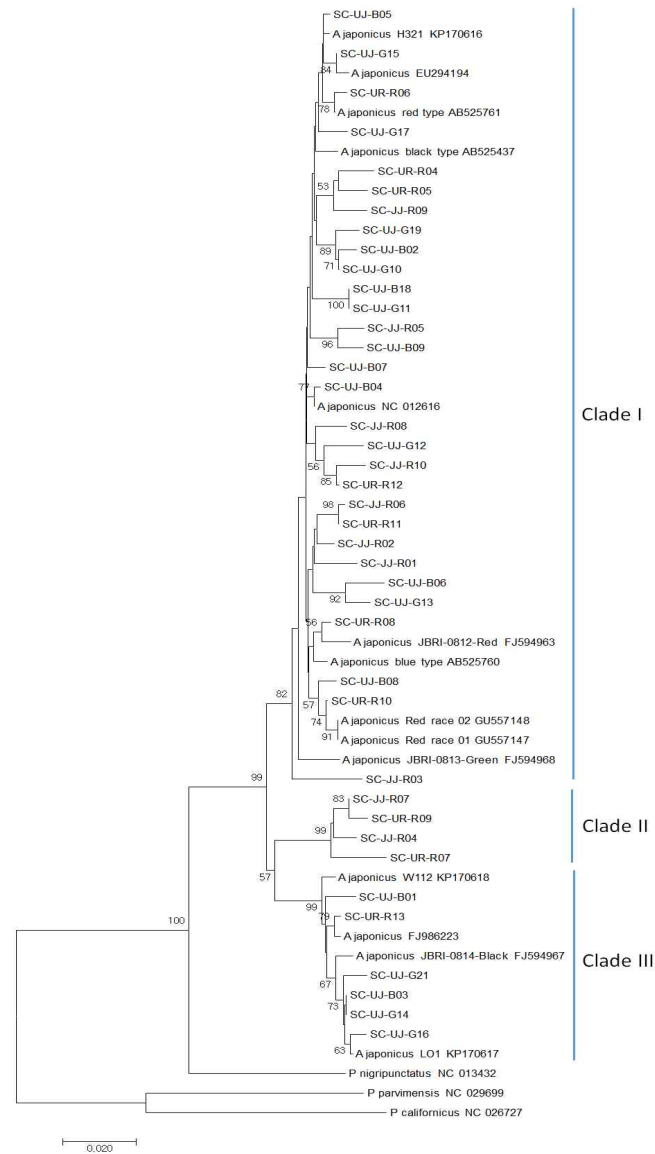 SC-UJ-B05
A japonicus H321 KP170616
SC-UJ-G15
84
A japonicus EU294194
SC-UR-R06
78
A japonicus red type AB525761
SC-UJ-G17
A japonicus black type AB525437
SC-UR-R04
53
SC-UR-R05
SC-JJ-R09
SC-UJ-G19
89
SC-UJ-B02
71
SC-UJ-G10
SC-UJ-B18
100
SC-UJ-G11
SC-JJ-R05
96
SC-UJ-B09
SC-UJ-B07
77
SC-UJ-B04
A japonicus NC 012616
Clade I
SC-JJ-R08
SC-UJ-G12
56
SC-JJ-R10
85
SC-UR-R12
98
SC-JJ-R06
SC-UR-R11
SC-JJ-R02
SC-JJ-R01
SC-UJ-B06
92
SC-UJ-G13
56
SC-UR-R08
A japonicus JBRI-0812-Red FJ594963
A japonicus blue type AB525760
SC-UJ-B08
82
57
SC-UR-R10
74
A japonicus Red race 02 GU557148
91
A japonicus Red race 01 GU557147
A japonicus JBRI-0813-Green FJ594968
99
SC-JJ-R03
83
SC-JJ-R07
SC-UR-R09
Clade II
99
SC-JJ-R04
SC-UR-R07
57
A japonicus W112 KP170618
SC-UJ-B01
99
79
SC-UR-R13
100
A japonicus FJ986223
A japonicus JBRI-0814-Black FJ594967
Clade III
67
SC-UJ-G21
SC-UJ-B03
73
SC-UJ-G14
SC-UJ-G16
63
A japonicus LO1 KP170617
P nigripunctatus NC 013432
P parvimensis NC 029699
P californicus NC 026727
0.020